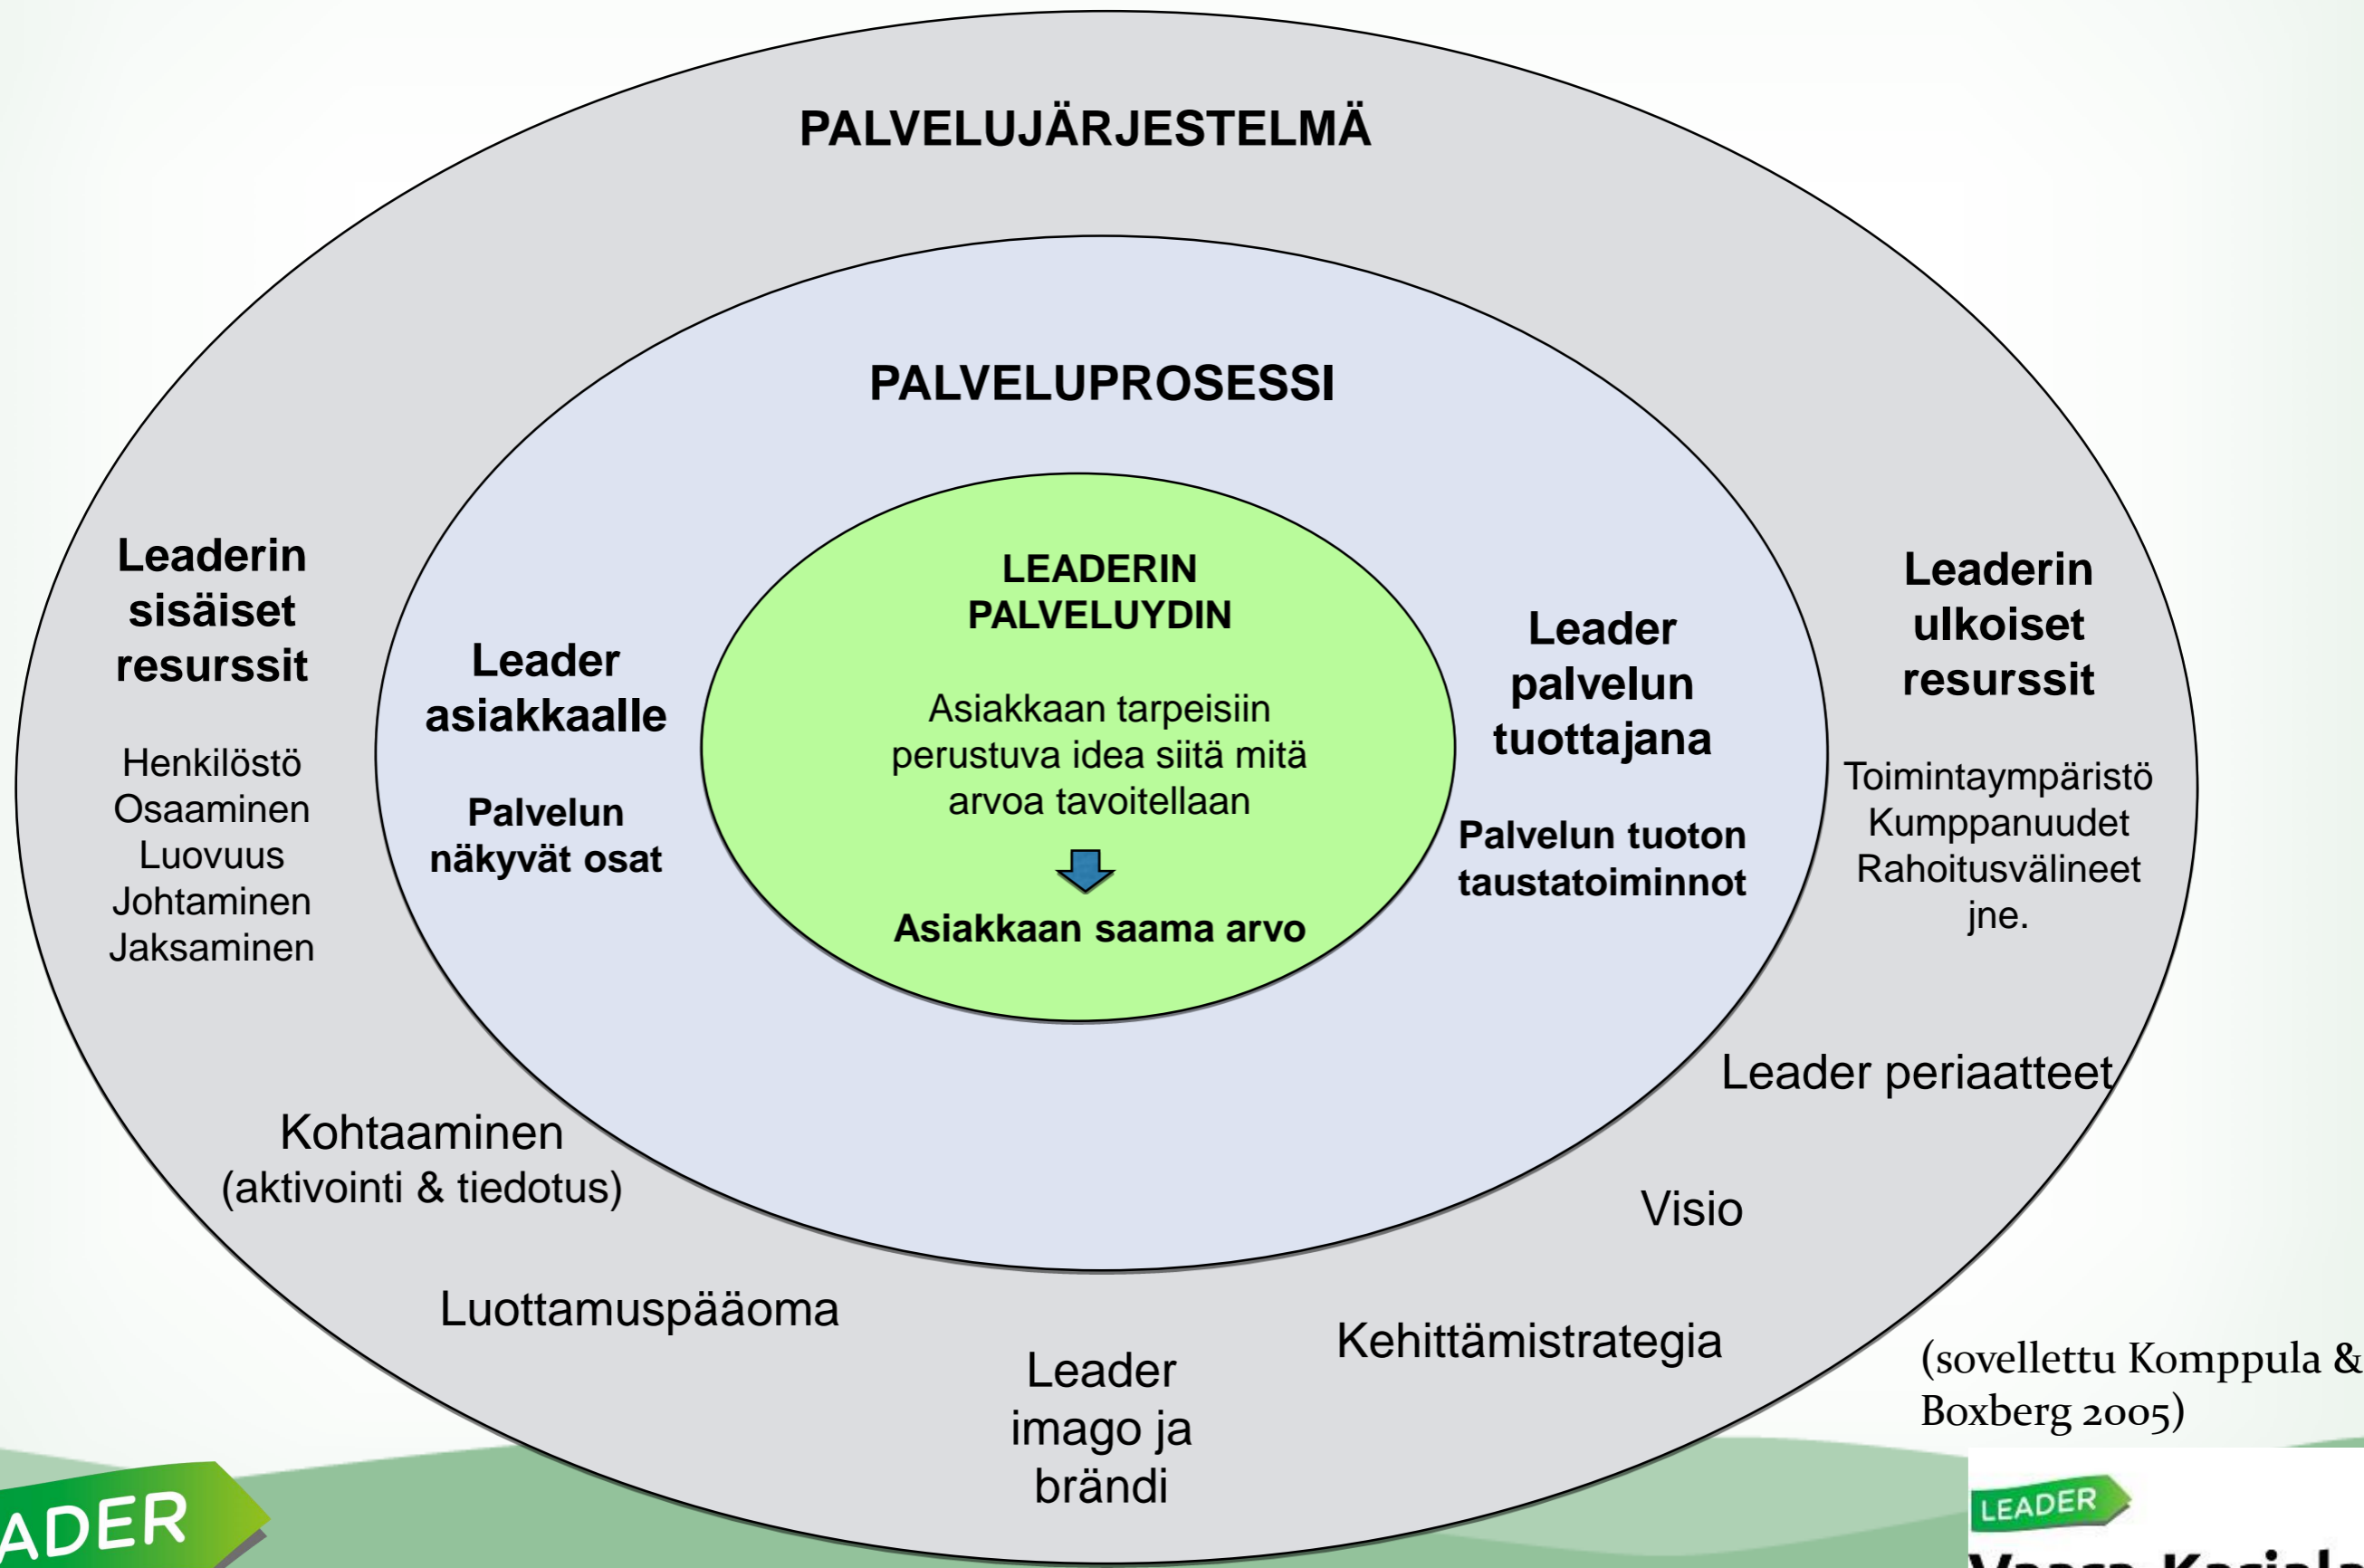 PALVELUJÄRJESTELMÄ
PALVELUPROSESSI
LEADERIN
PALVELUYDIN
Asiakkaan tarpeisiin
perustuva idea siitä mitä
arvoa tavoitellaan
Asiakkaan saama arvo
Leaderin
sisäiset
resurssit
Henkilöstö
Osaaminen
Luovuus
Johtaminen
Jaksaminen
Leader
asiakkaalle
Palvelun
näkyvät osat
Leader
palvelun
tuottajana
Palvelun tuoton
taustatoiminnot
Leaderin
ulkoiset
resurssit
Toimintaympäristö
Kumppanuudet
Rahoitusvälineet
jne.
Leader periaatteet
Kohtaaminen
(aktivointi & tiedotus)
Visio
Luottamuspääoma
Kehittämistrategia
Leader
imago ja
brändi
(sovellettu Komppula &
Boxberg 2005)
ADER
LEADER